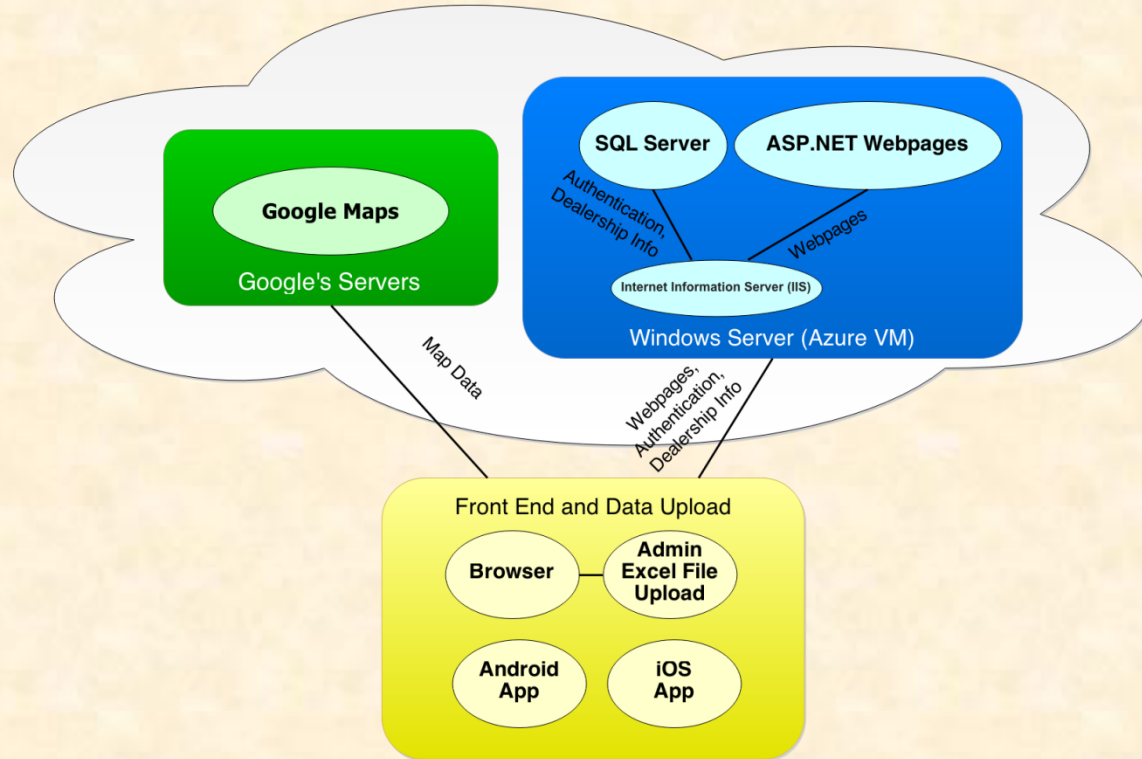 SQL Server
ASP.NET Webpages
Google Maps
Authentication,
Dealership Info
Webpages
Google's Servers
Internet Information Server (IIS)
Windows Server (Azure VM)
Map Data
Webpages,
Authentication,
Dealership Info
Front End and Data Upload
Browser
Admin
Excel File
Upload
Android
App
iOS
App